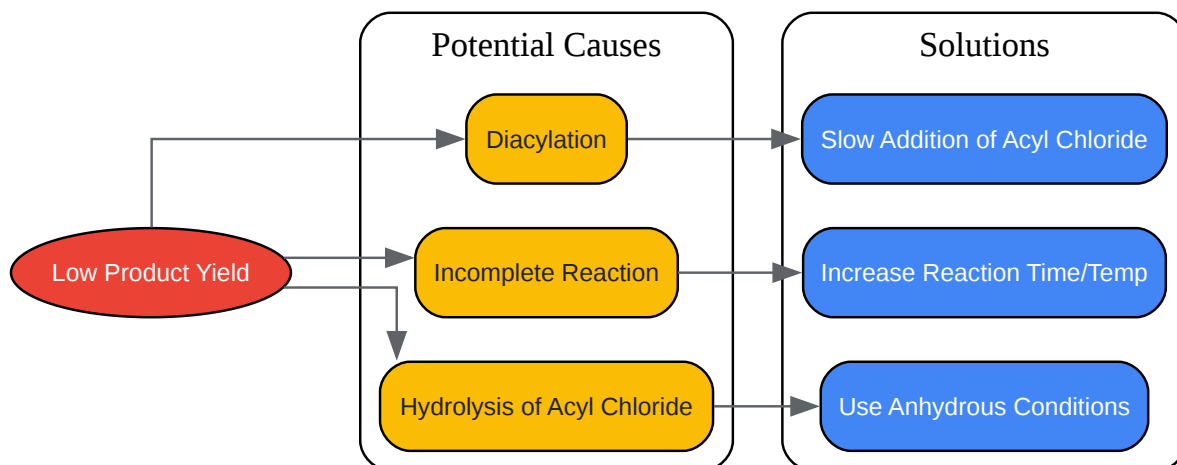 Potential Causes
Solutions
Diacylation
Slow Addition of Acyl Chloride
Low Product Yield
Incomplete Reaction
Increase Reaction Time/Temp
Hydrolysis of Acyl Chloride
Use Anhydrous Conditions